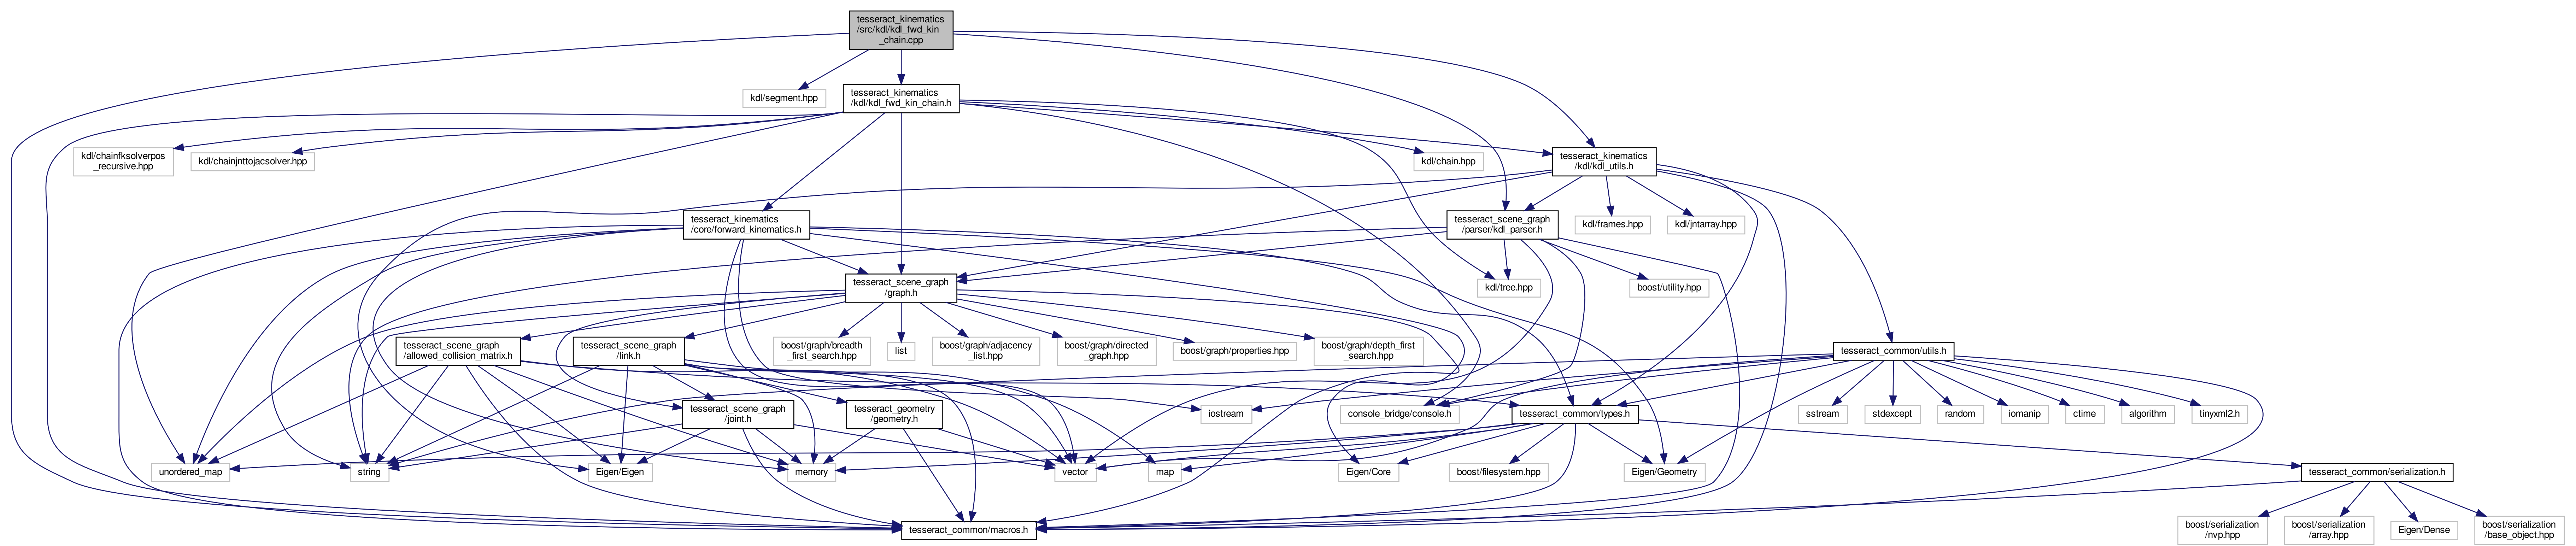 tesseract_kinematics
/src/kdl/kdl_fwd_kin
_chain.cpp
kdl/segment.hpp
tesseract_kinematics
/kdl/kdl_fwd_kin_chain.h
kdl/chainfksolverpos
_recursive.hpp
kdl/chainjnttojacsolver.hpp
kdl/chain.hpp
tesseract_kinematics
/kdl/kdl_utils.h
tesseract_kinematics
/core/forward_kinematics.h
tesseract_scene_graph
/parser/kdl_parser.h
kdl/frames.hpp
kdl/jntarray.hpp
tesseract_scene_graph
/graph.h
kdl/tree.hpp
boost/utility.hpp
tesseract_scene_graph
/allowed_collision_matrix.h
tesseract_scene_graph
/link.h
boost/graph/breadth
_first_search.hpp
list
boost/graph/adjacency
_list.hpp
boost/graph/directed
_graph.hpp
boost/graph/properties.hpp
boost/graph/depth_first
_search.hpp
tesseract_common/utils.h
tesseract_scene_graph
/joint.h
tesseract_geometry
/geometry.h
iostream
console_bridge/console.h
tesseract_common/types.h
sstream
stdexcept
random
iomanip
ctime
algorithm
tinyxml2.h
unordered_map
string
Eigen/Eigen
memory
vector
map
Eigen/Core
boost/filesystem.hpp
Eigen/Geometry
tesseract_common/serialization.h
tesseract_common/macros.h
boost/serialization
/nvp.hpp
boost/serialization
/array.hpp
Eigen/Dense
boost/serialization
/base_object.hpp